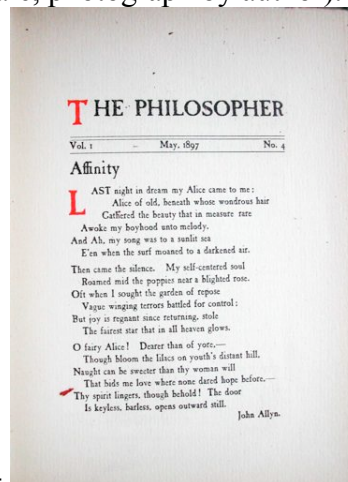 THE PHILOSOPHER
Vol. 1 May, 1897 No. 4
Affinity
LAST night in dream my Alice came to me:
Alice of old, beneath whose wondrous hair
Gathered the beauty that in measure rare
Awoke my boyhood unto melody.
And Ah, my song was to a sunlit sea
E'en when the surf moaned to a darkened air.
Then came the silence. My self-centered soul
Roamed mid the poppies near a blighted rose.
Oft when I sought the garden of repose
Vague winging terrors battled for control:
But joy is regnant since returning, stole
The fairest star that in all heaven glows.
O fairy Alice! Dearer than of yore,—
Though bloom the lilacs on youth's distant hill,
Naught can be sweeter than thy woman will
That bids me love where none dared hope before.—
Thy spirit lingers, though behold! The door
Is keyless, barless, opens outward still.
John Allyn.